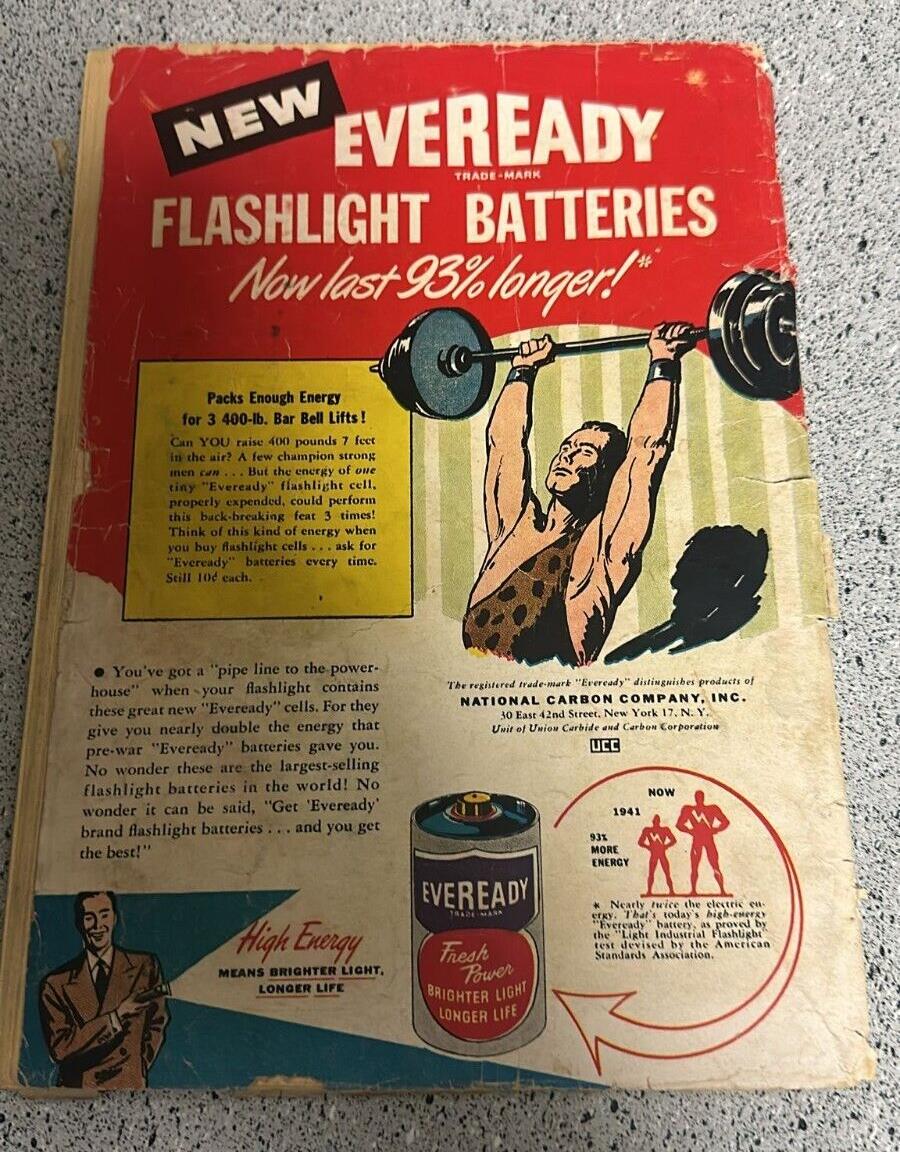 NEW
EVEREADY
TRADE-MARK
FLASHLIGHT BATTERIES
Now last 93% longer!*
Packs Enough Energy
for 3 400-lb. Bar Bell Lifts!
Can YOU raise 400 pounds 7 feet
in the air? A few champion strong
men can . . . But the energy of one
tiny "Eveready" flashlight cell,
properly expended, could perform
this back-breaking feat 3 times!
Think of this kind of energy when
you buy flashlight cells . . . ask for
"Eveready" batteries every time.
Still 10¢ each.
● You've got a "pipe line to the power-
house" when your flashlight contains
these great new "Eveready" cells. For they
give you nearly double the energy that
pre-war "Eveready" batteries gave you.
No wonder these are the largest-selling
flashlight batteries in the world! No
wonder it can be said, "Get 'Eveready'
brand flashlight batteries . . . and you get
the best!"
The registered trade-mark "Eveready" distinguishes products of
NATIONAL CARBON COMPANY, INC.
30 East 42nd Street, New York 17, N. Y.
Unit of Union Carbide and Carbon Corporation
UCC
NOW
1941
93%
MORE
ENERGY
* Nearly twice the electric en-
ergy. That's today's high-energy
"Eveready" battery, as proved by
the "Light Industrial Flashlight"
test devised by the American
Standards Association.
EVEREADY
TRADE-MARK
Fresh
Power
BRIGHTER LIGHT
LONGER LIFE
High Energy
MEANS BRIGHTER LIGHT,
LONGER LIFE